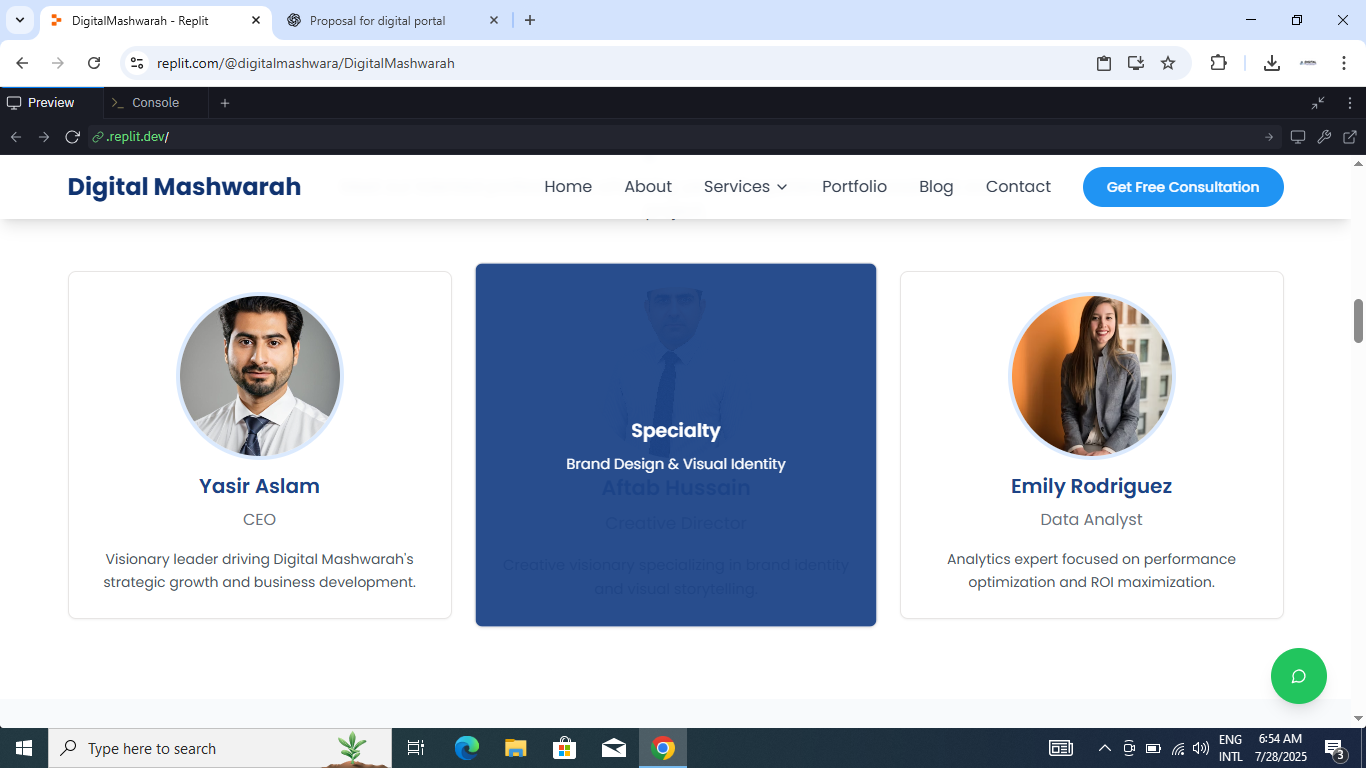 DigitalMashwarah - Replit
Proposal for digital portal
replit.com/@digitalmashwara/DigitalMashwarah
Preview
>_ Console
.replit.dev/
Digital Mashwarah
Home
About
Services
Portfolio
Blog
Contact
Get Free Consultation
Yasir Aslam
CEO
Visionary leader driving Digital Mashwarah's
strategic growth and business development.
Specialty
Brand Design & Visual Identity
Aftab Hussain
Creative Director
Creative visionary specializing in brand identity
and visual storytelling.
Emily Rodriguez
Data Analyst
Analytics expert focused on performance
optimization and ROI maximization.
Type here to search
ENG
INTL
6:54 AM
7/28/2025
3